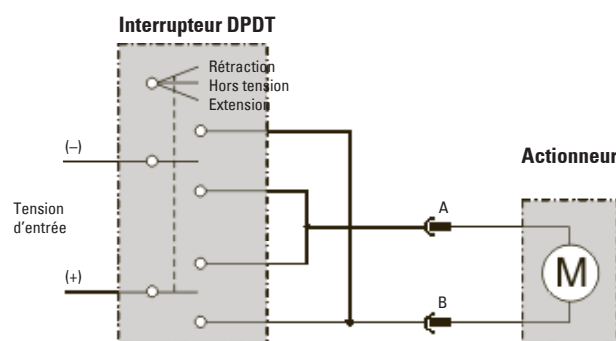 Interrupteur DPDT
Rétraction
Hors tension
Extension
(–)
Actionneur
A
Tension
d'entrée
M
(+)
B